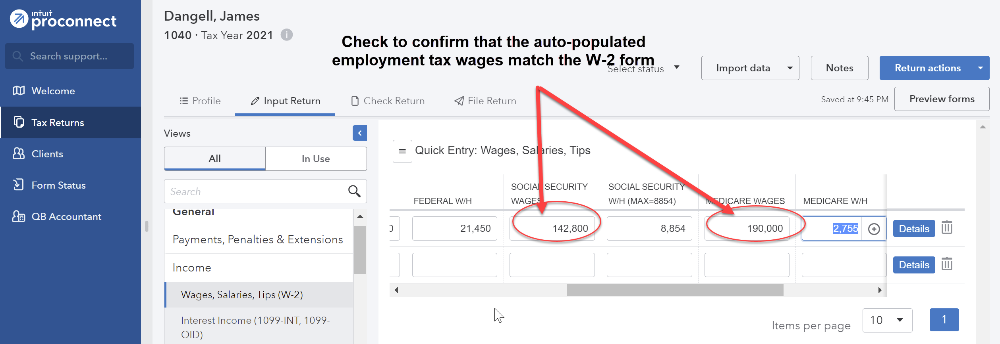 intuit
proconnect
Search support...
Welcome
Tax Returns
Clients
Form Status
QB Accountant
Dangell, James
1040 · Tax Year 2021
i
Check to confirm that the auto-populated
employment tax wages match the W-2 form
Select status
Import data
Notes
Return actions
Profile
Input Return
Check Return
File Return
Saved at 9:45 PM
Preview forms
Views
All
In Use
Search
General
Payments, Penalties & Extensions
Income
Wages, Salaries, Tips (W-2)
Interest Income (1099-INT, 1099-
OID)
Quick Entry: Wages, Salaries, Tips
FEDERAL W/H
SOCIAL SECURITY
WAGES
SOCIAL SECURITY
W/H (MAX=8854)
MEDICARE WAGES
MEDICARE W/H
0
21,450
142,800
8,854
190,000
2,755
Details
Details
Items per page
10
1